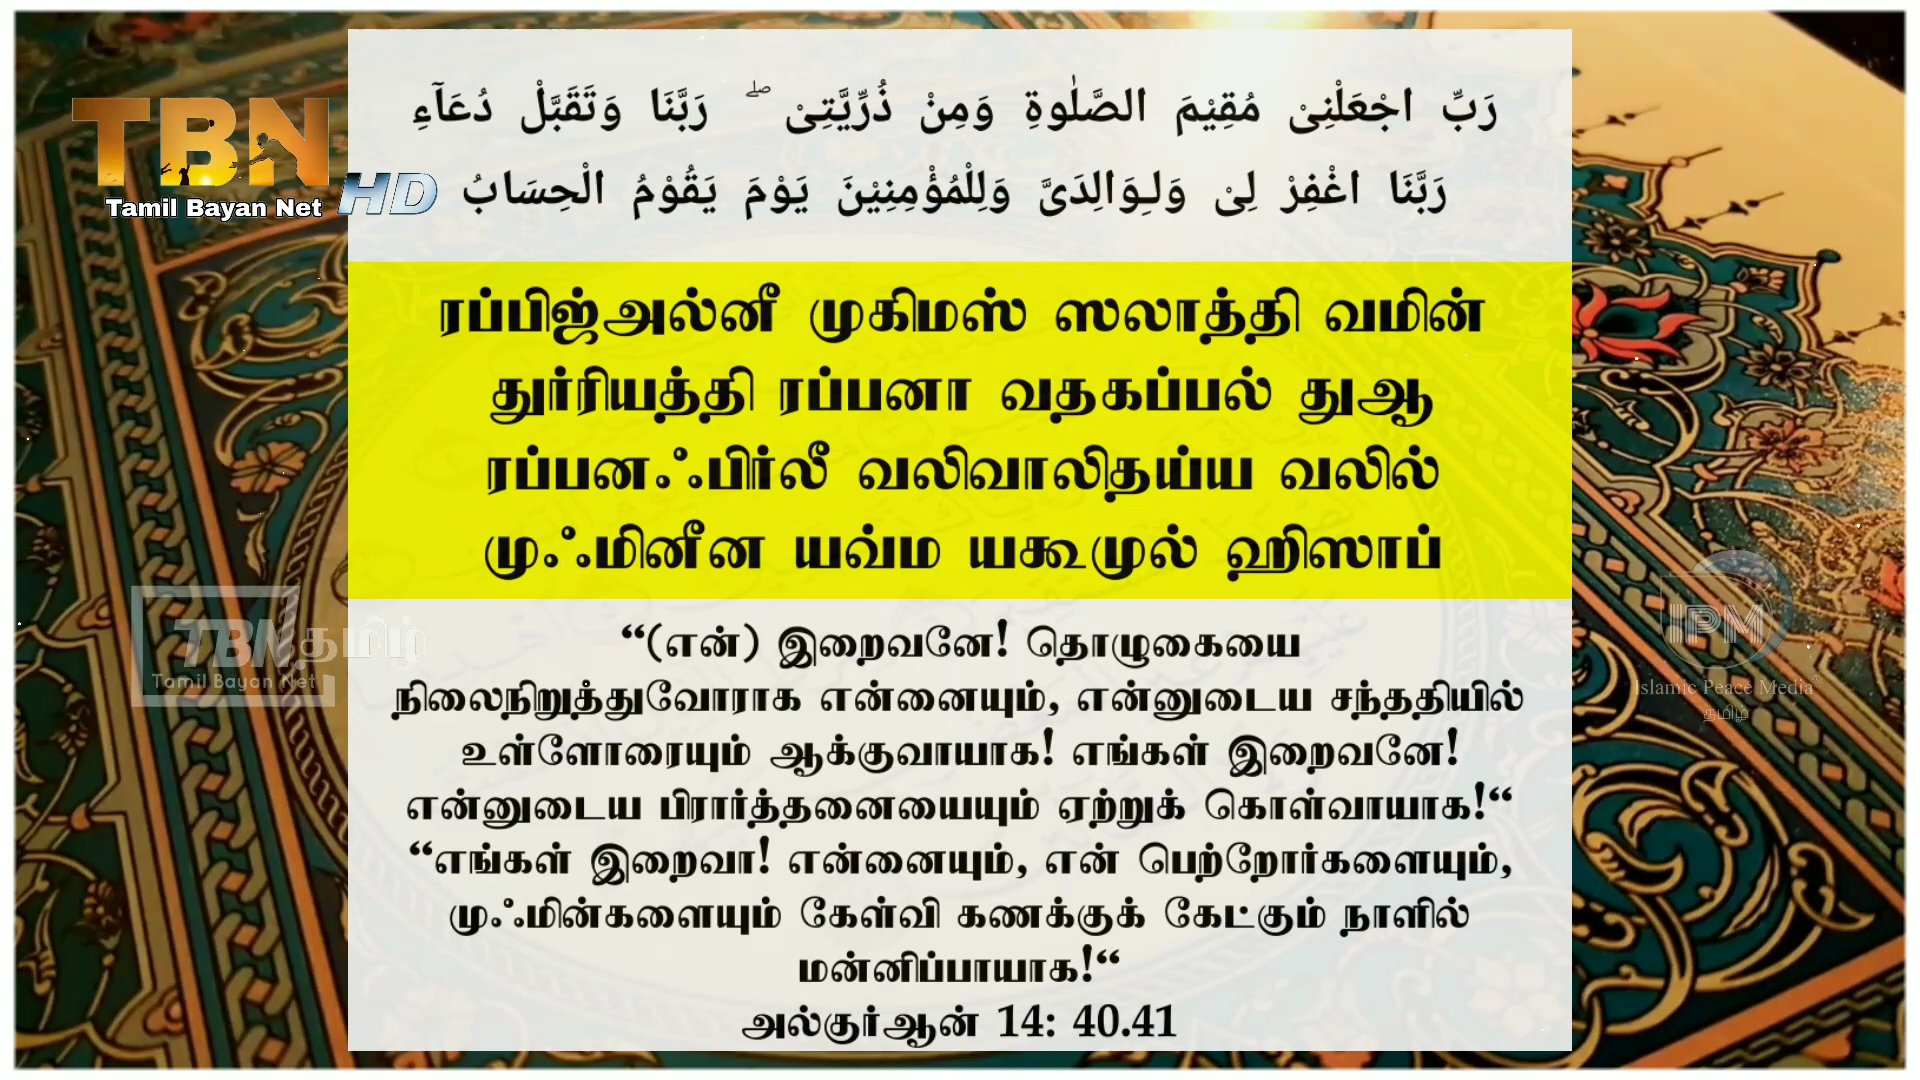 رَبِّ اجْعَلْنِیْ مُقِیْمَ الصَّلٰوةِ وَمِنْ ذُرِّیَّتِیْ ۖ رَبَّنَا وَتَقَبَّلْ دُعَآءِ
رَبَّنَا اغْفِرْ لِیْ وَلِوَالِدَیَّ وَلِلْمُؤْمِنِیْنَ یَوْمَ یَقُوْمُ الْحِسَابُ
TBN
Tamil Bayan Net HD
ரப்பிஜ்அல்னீ முகிமஸ் ஸலாத்தி வமின்
துர்ரியத்தி ரப்பனா வதகப்பல் துஆ
ரப்பனஃபிர்லீ வலிவாலிதய்ய வலில்
முஃமினீன யவ்ம யகூமுல் ஹிஸாப்
“(என்) இறைவனே! தொழுகையை
நிலைநிறுத்துவோராக என்னையும், என்னுடைய சந்ததியில்
உள்ளோரையும் ஆக்குவாயாக! எங்கள் இறைவனே!
என்னுடைய பிரார்த்தனையையும் ஏற்றுக் கொள்வாயாக!“
“எங்கள் இறைவா! என்னையும், என் பெற்றோர்களையும்,
முஃமின்களையும் கேள்வி கணக்குக் கேட்கும் நாளில்
மன்னிப்பாயாக!“
அல்குர்ஆன் 14: 40.41
TBN தமிழ்
Tamil Bayan Net
IPM
Islamic Peace Media
தமிழ்